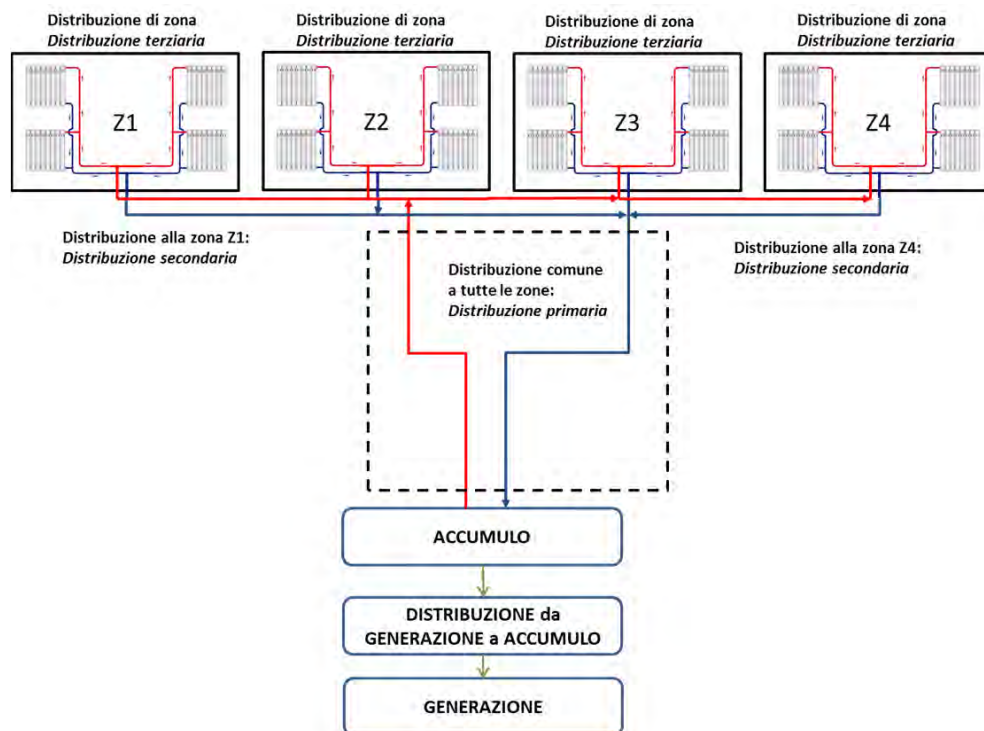 Distribuzione di zona
Distribuzione terziaria
Distribuzione di zona
Distribuzione terziaria
Distribuzione di zona
Distribuzione terziaria
Distribuzione di zona
Distribuzione terziaria
Z1
Z2
Z3
Z4
Distribuzione alla zona Z1:
Distribuzione secondaria
Distribuzione comune
a tutte le zone:
Distribuzione primaria
Distribuzione alla zona Z4:
Distribuzione secondaria
ACCUMULO
DISTRIBUZIONE da
GENERAZIONE a ACCUMULO
GENERAZIONE